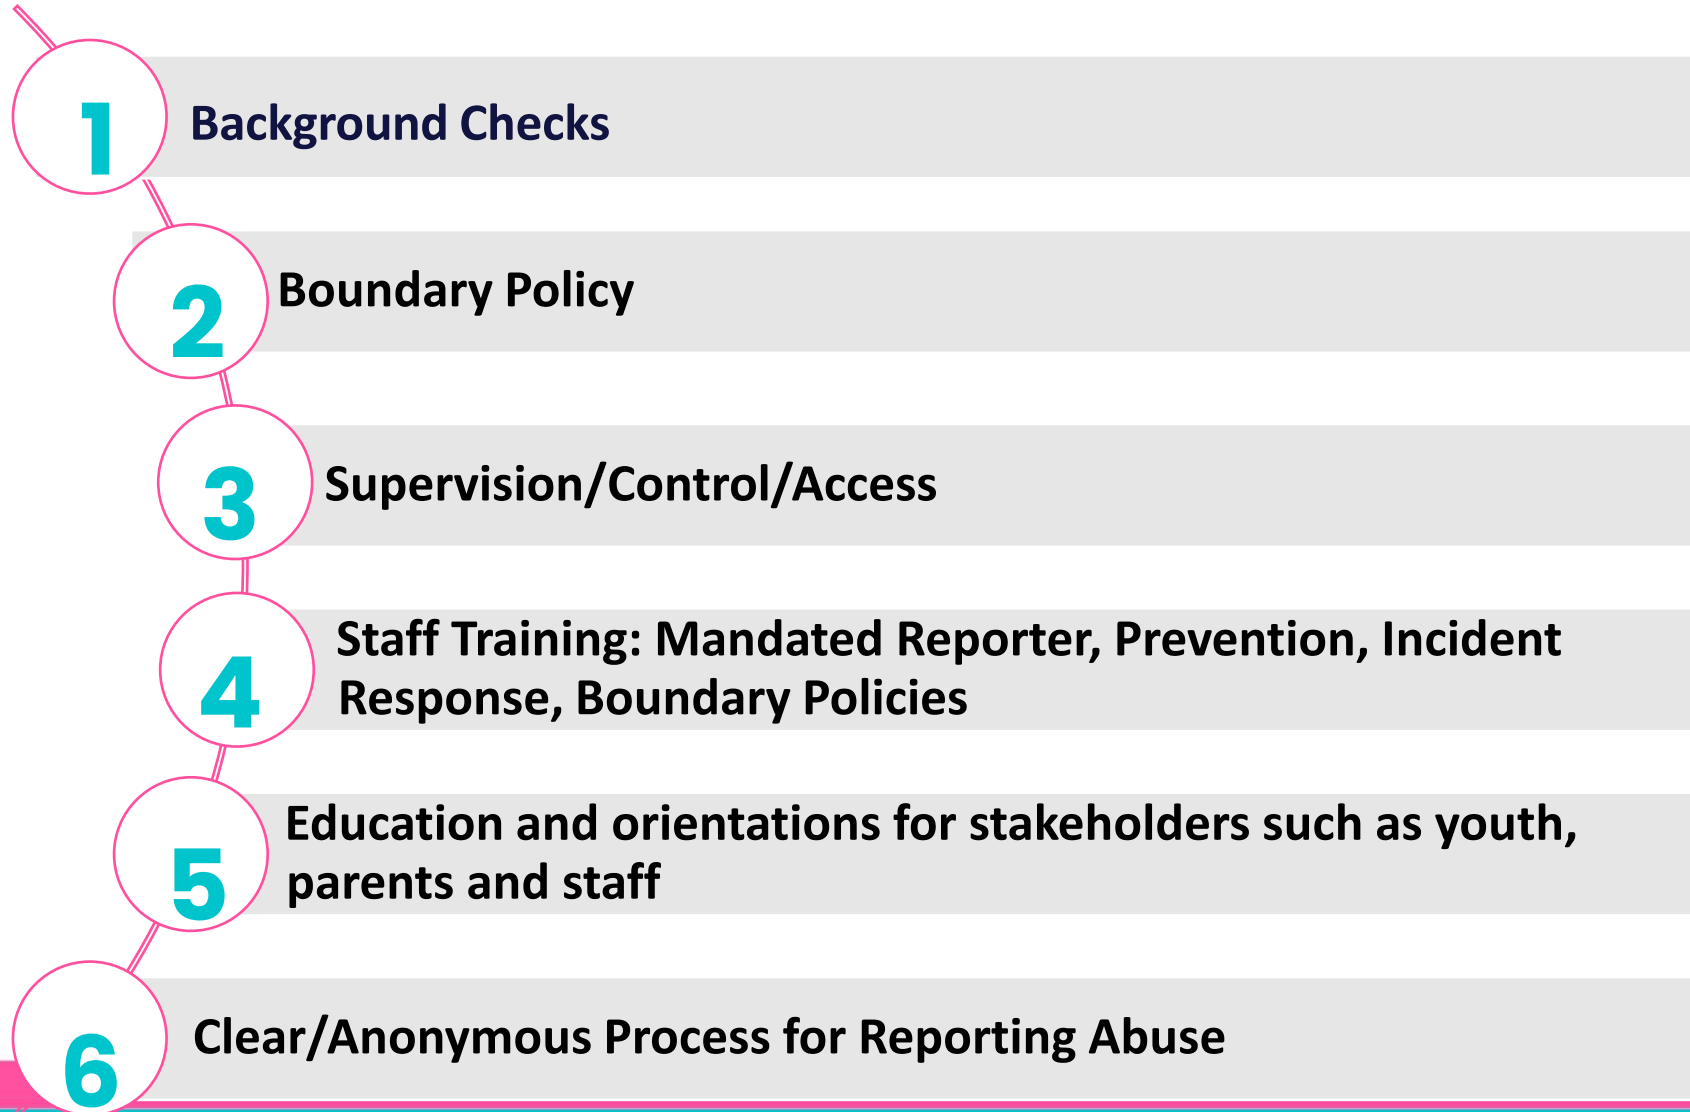 1
Background Checks
2
Boundary Policy
3
Supervision/Control/Access
4
Staff Training: Mandated Reporter, Prevention, Incident
Response, Boundary Policies
5
Education and orientations for stakeholders such as youth,
parents and staff
6
Clear/Anonymous Process for Reporting Abuse